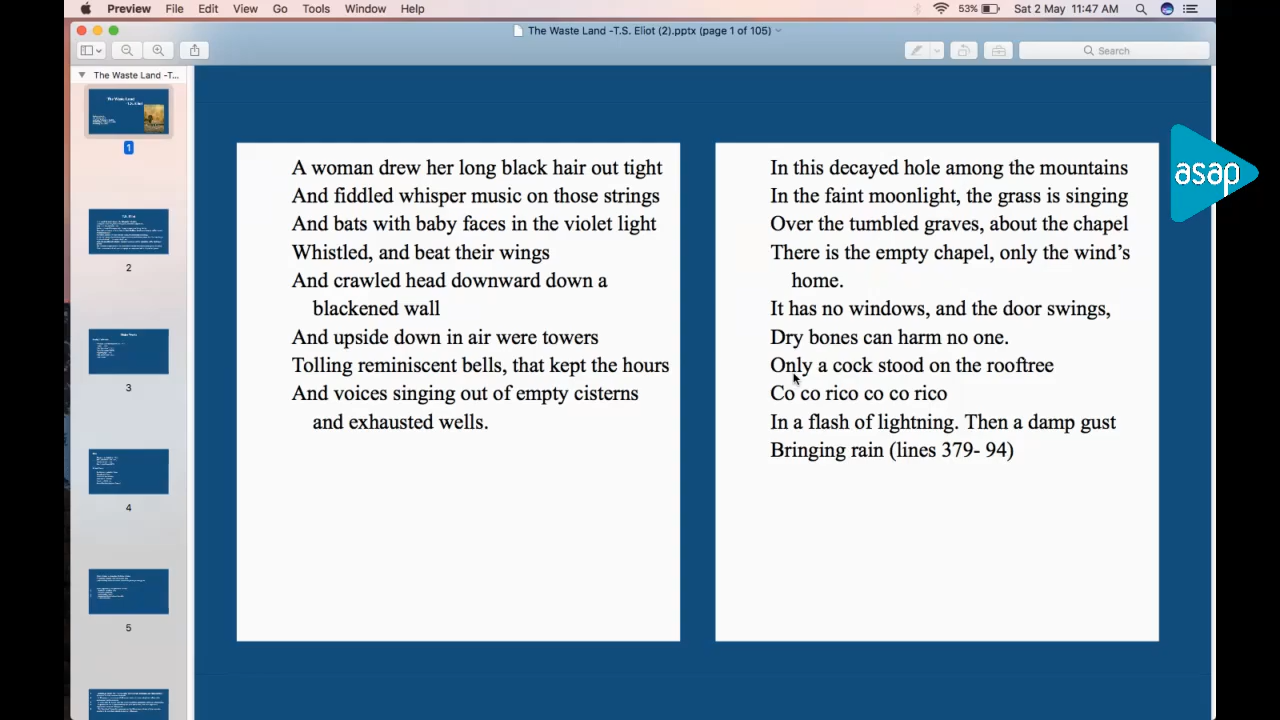 Preview File Edit View Go Tools Window Help 53% Sat 2 May 11:47 AM
The Waste Land -T.S. Eliot (2).pptx (page 1 of 105)
Search
The Waste Land -T...
1
2
3
4
5
A woman drew her long black hair out tight
And fiddled whisper music on those strings
And bats with baby faces in the violet light
Whistled, and beat their wings
And crawled head downward down a
blackened wall
And upside down in air were towers
Tolling reminiscent bells, that kept the hours
And voices singing out of empty cisterns
and exhausted wells.
In this decayed hole among the mountains
In the faint moonlight, the grass is singing
Over the tumbled graves, about the chapel
There is the empty chapel, only the wind's
home.
It has no windows, and the door swings,
Dry bones can harm no one.
Only a cock stood on the rooftree
Co co rico co co rico
In a flash of lightning. Then a damp gust
Bringing rain (lines 379- 94)
asap